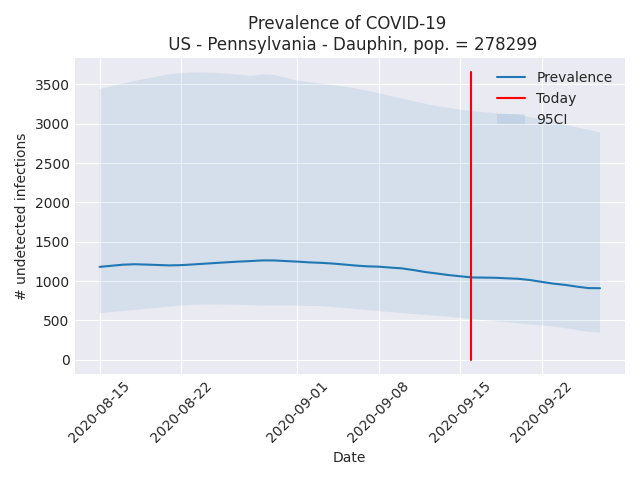 Prevalence of COVID-19
US - Pennsylvania - Dauphin, pop. = 278299
Prevalence
Today
95CI
# undetected infections
3500
3000
2500
2000
1500
1000
500
0
2020-08-15
2020-08-22
2020-09-01
2020-09-08
2020-09-15
2020-09-22
Date